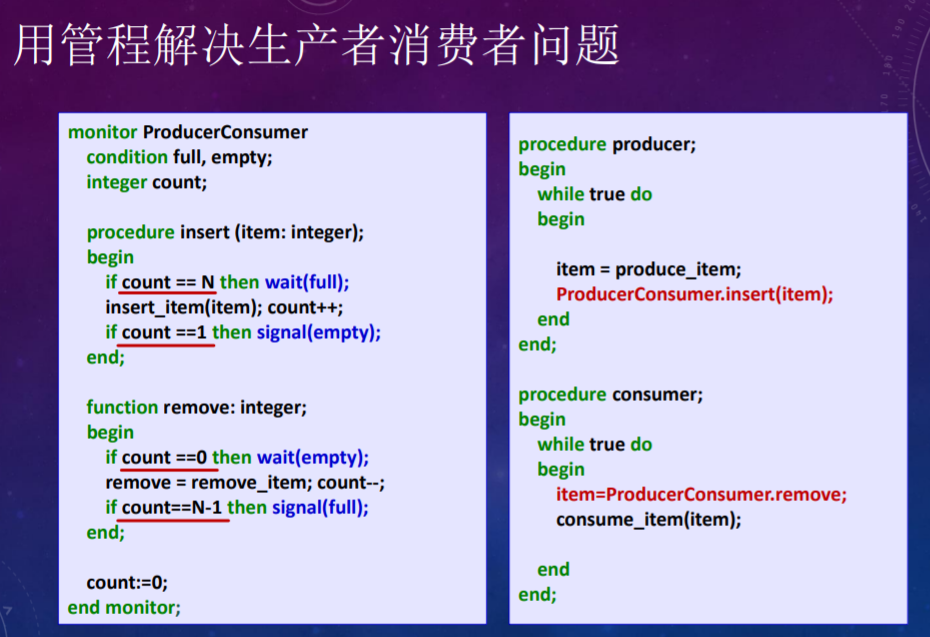 用管程解决生产者消费者问题
monitor ProducerConsumer
condition full, empty;
integer count;
procedure insert (item: integer);
begin
if count == N then wait(full);
insert_item(item); count++;
if count ==1 then signal(empty);
end;
function remove: integer;
begin
if count ==0 then wait(empty);
remove = remove_item; count--;
if count==N-1 then signal(full);
end;
count:=0;
end monitor;
procedure producer;
begin
while true do
begin
item = produce_item;
ProducerConsumer.insert(item);
end
end;
procedure consumer;
begin
while true do
begin
item=ProducerConsumer.remove;
consume_item(item);
end
end;